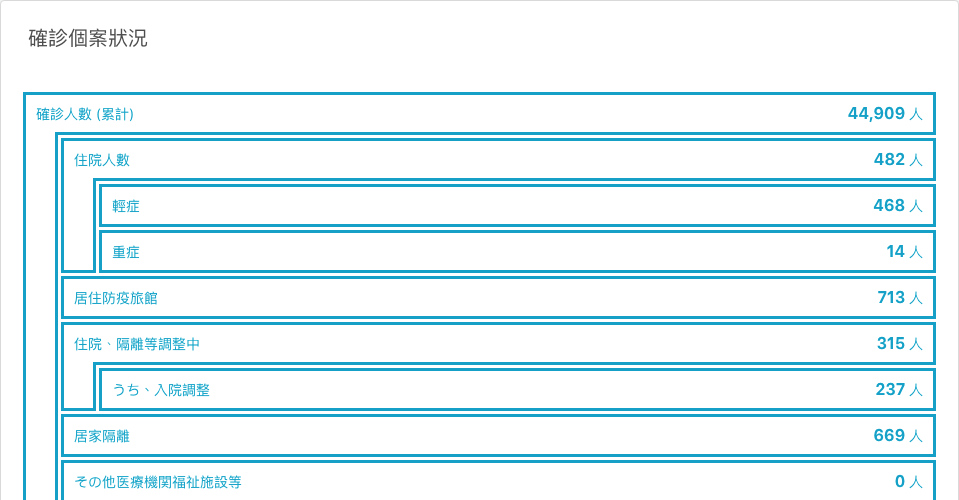 確診個案狀況
確診人數 (累計) 44,909 人
住院人數 482 人
輕症 468 人
重症 14 人
居住防疫旅館 713 人
住院、隔離等調整中 315 人
うち、入院調整 237 人
居家隔離 669 人
その他医療機関福祉施設等 0 人